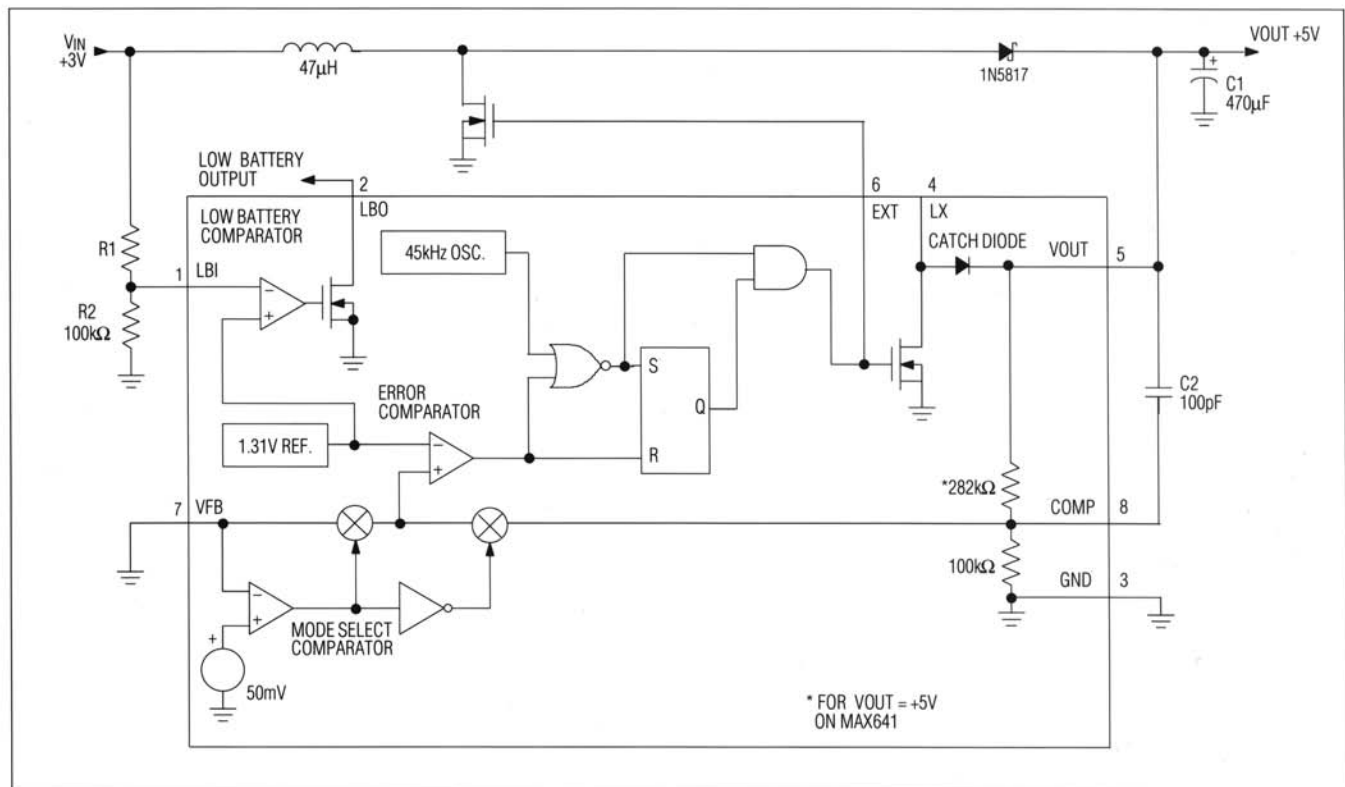 VIN
+3V
47µH
1N5817
VOUT +5V
+
C1
470µF
LOW BATTERY
OUTPUT
2
LBO
6
EXT
4
LX
LOW BATTERY
COMPARATOR
45kHz OSC.
CATCH DIODE
VOUT
5
R1
1
LBI
−
+
R2
100kΩ
S
Q
R
C2
100pF
ERROR
COMPARATOR
1.31V REF.
−
+
*282kΩ
7
VFB
COMP
8
100kΩ
GND
3
−
+
MODE SELECT
COMPARATOR
+
50mV
* FOR VOUT = +5V
ON MAX641